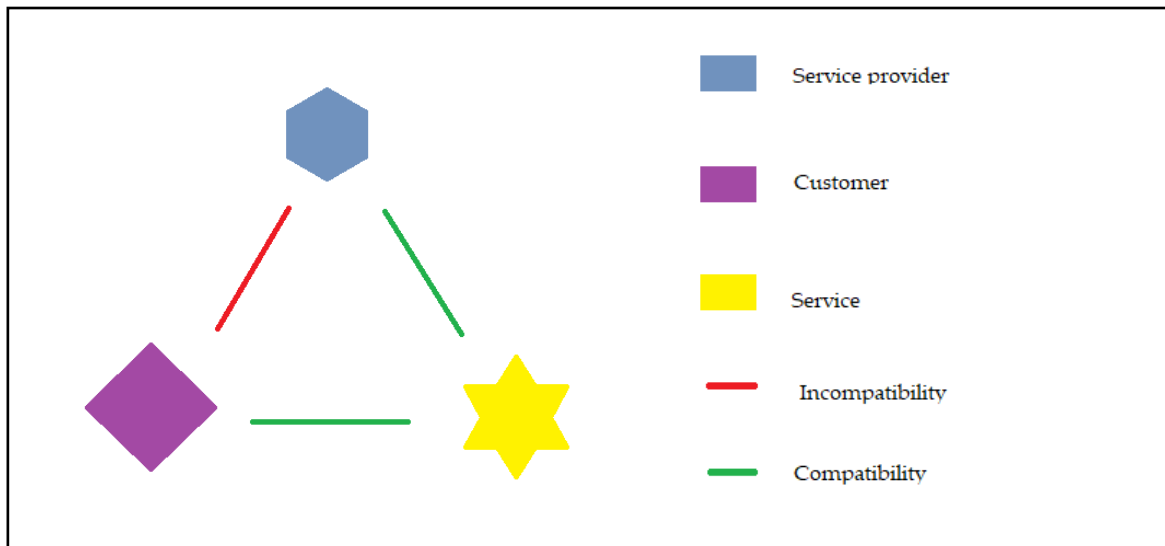 Service provider
Customer
Service
Incompatibility
Compatibility